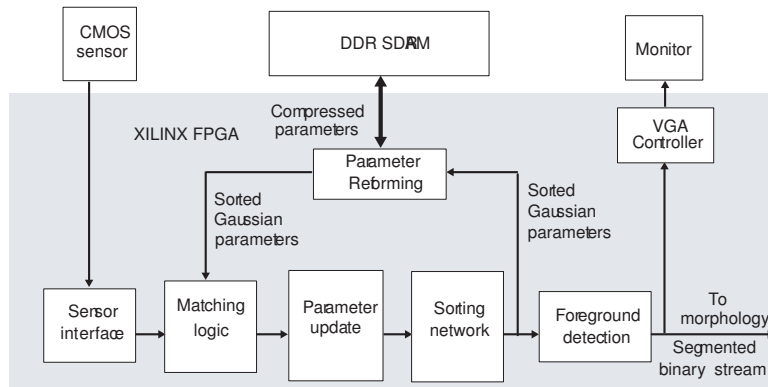 CMOS
sensor
DDR SDRAM
Monitor
Compressed
parameters
XILINX FPGA
VGA
Controller
Parameter
Reforming
Sorted
Gaussian
parameters
Sorted
Gaussian
parameters
Sensor
interface
Matching
logic
Parameter
update
Sorting
network
Foreground
detection
To
morphology
Segmented
binary stream